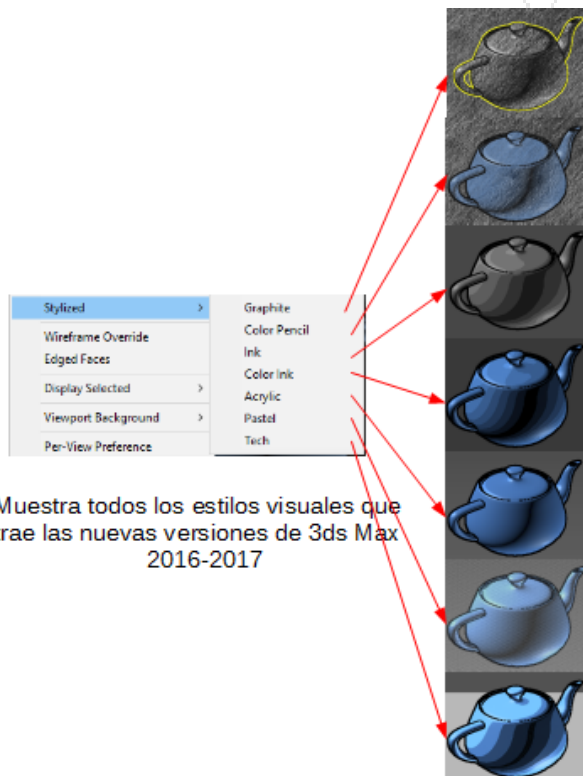 Stylized >
Wireframe Override
Edged Faces
Display Selected >
Viewport Background >
Per-View Preference
Graphite
Color Pencil
Ink
Color Ink
Acrylic
Pastel
Tech
Muestra todos los estilos visuales que
trae las nuevas versiones de 3ds Max
2016-2017